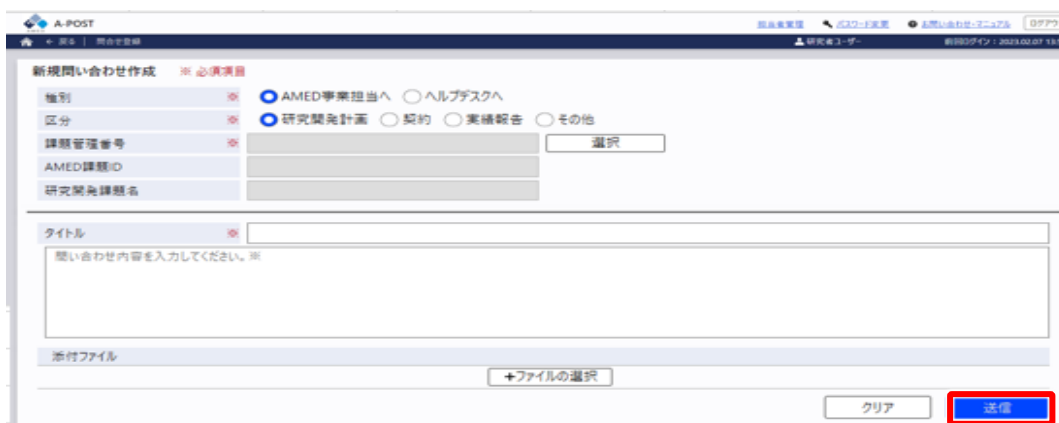 A-POST
担当者管理 パスワード変更 お問い合わせ・マニュアル ログアウ
← 戻る | 問合せ登録 研究者ユーザー 前回ログイン:2023.02.07 13:
新規問い合わせ作成 ※ 必須項目
種別 ※ AMED事業担当へ ヘルプデスクへ
区分 ※ 研究開発計画 契約 実績報告 その他
課題管理番号 ※ 選択
AMED課題ID
研究開発課題名
タイトル ※
問い合わせ内容を入力してください。※
添付ファイル
+ファイルの選択
クリア 送信